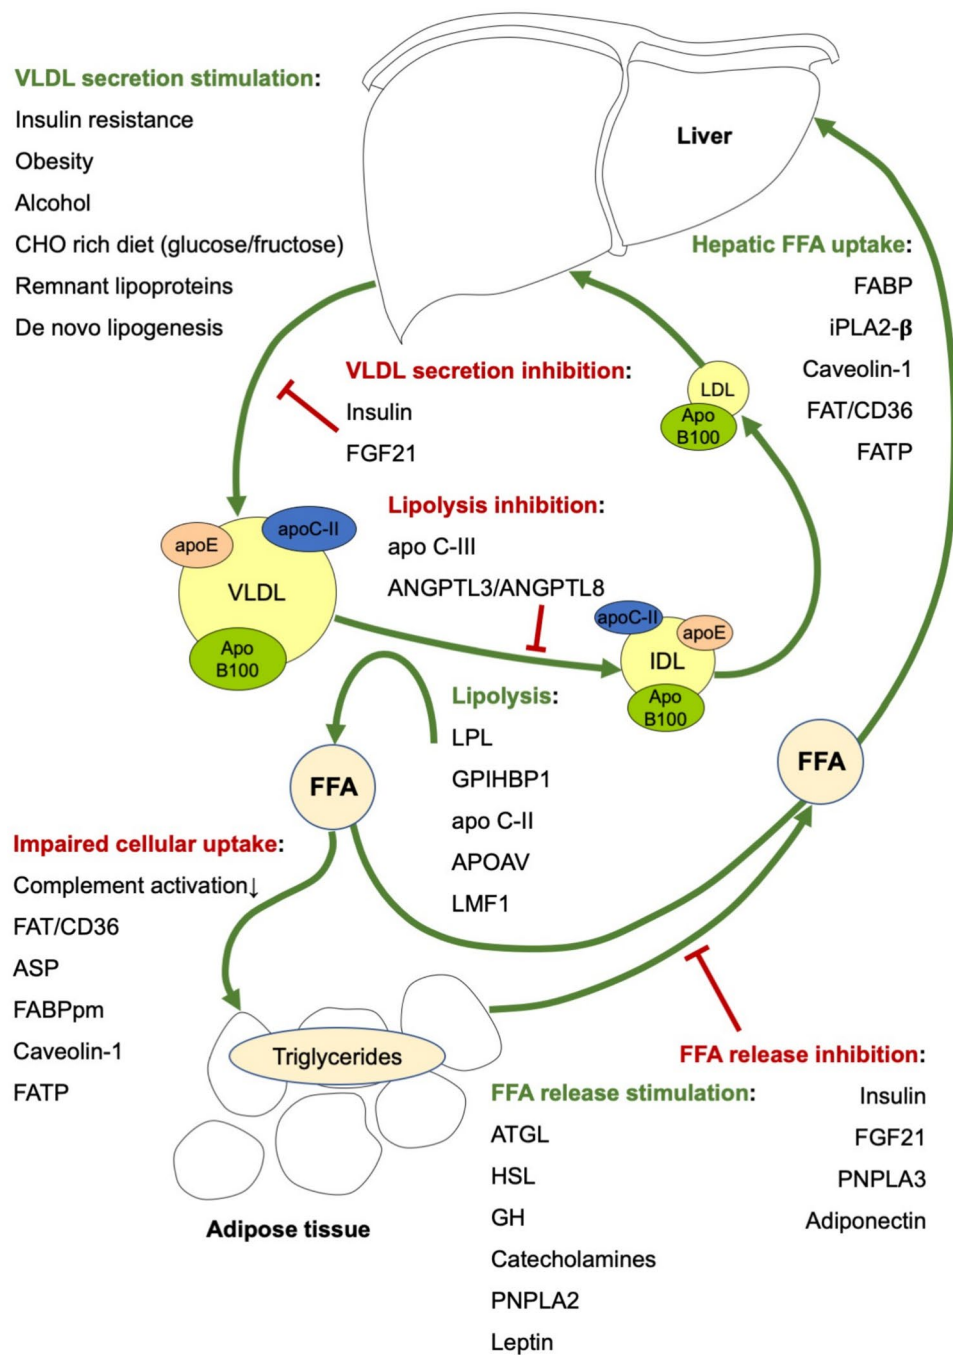 VLDL secretion stimulation:
Insulin resistance
Obesity
Alcohol
CHO rich diet (glucose/fructose)
Remnant lipoproteins
De novo lipogenesis
Liver
Hepatic FFA uptake:
FABP
iPLA2-β
Caveolin-1
FAT/CD36
FATP
VLDL secretion inhibition:
Insulin
FGF21
LDL
Apo
B100
Lipolysis inhibition:
apo C-III
ANGPTL3/ANGPTL8
apoE
apoC-II
VLDL
Apo
B100
apoC-II
apoE
IDL
Apo
B100
Lipolysis:
LPL
GPIHBP1
apo C-II
APOAV
LMF1
FFA
FFA
Impaired cellular uptake:
Complement activation↓
FAT/CD36
ASP
FABPpm
Caveolin-1
FATP
Triglycerides
Adipose tissue
FFA release stimulation:
ATGL
HSL
GH
Catecholamines
PNPLA2
Leptin
FFA release inhibition:
Insulin
FGF21
PNPLA3
Adiponectin